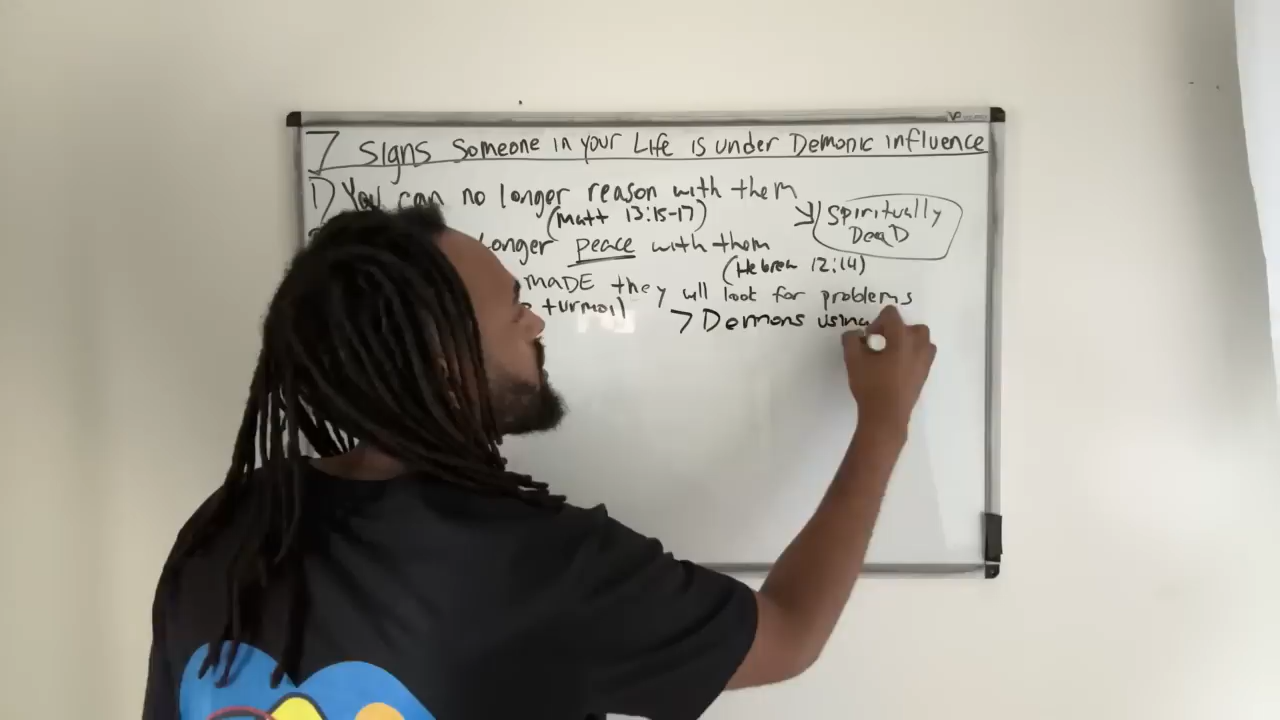 7 Signs Someone in your Life is under Demonic influence
1) You can no longer reason with them
(Matt 13:15-17)
Spiritually
DeaD
longer peace with them
(Hebrew 12:14)
maDE they will look for problems
turmoil)
> Demons using